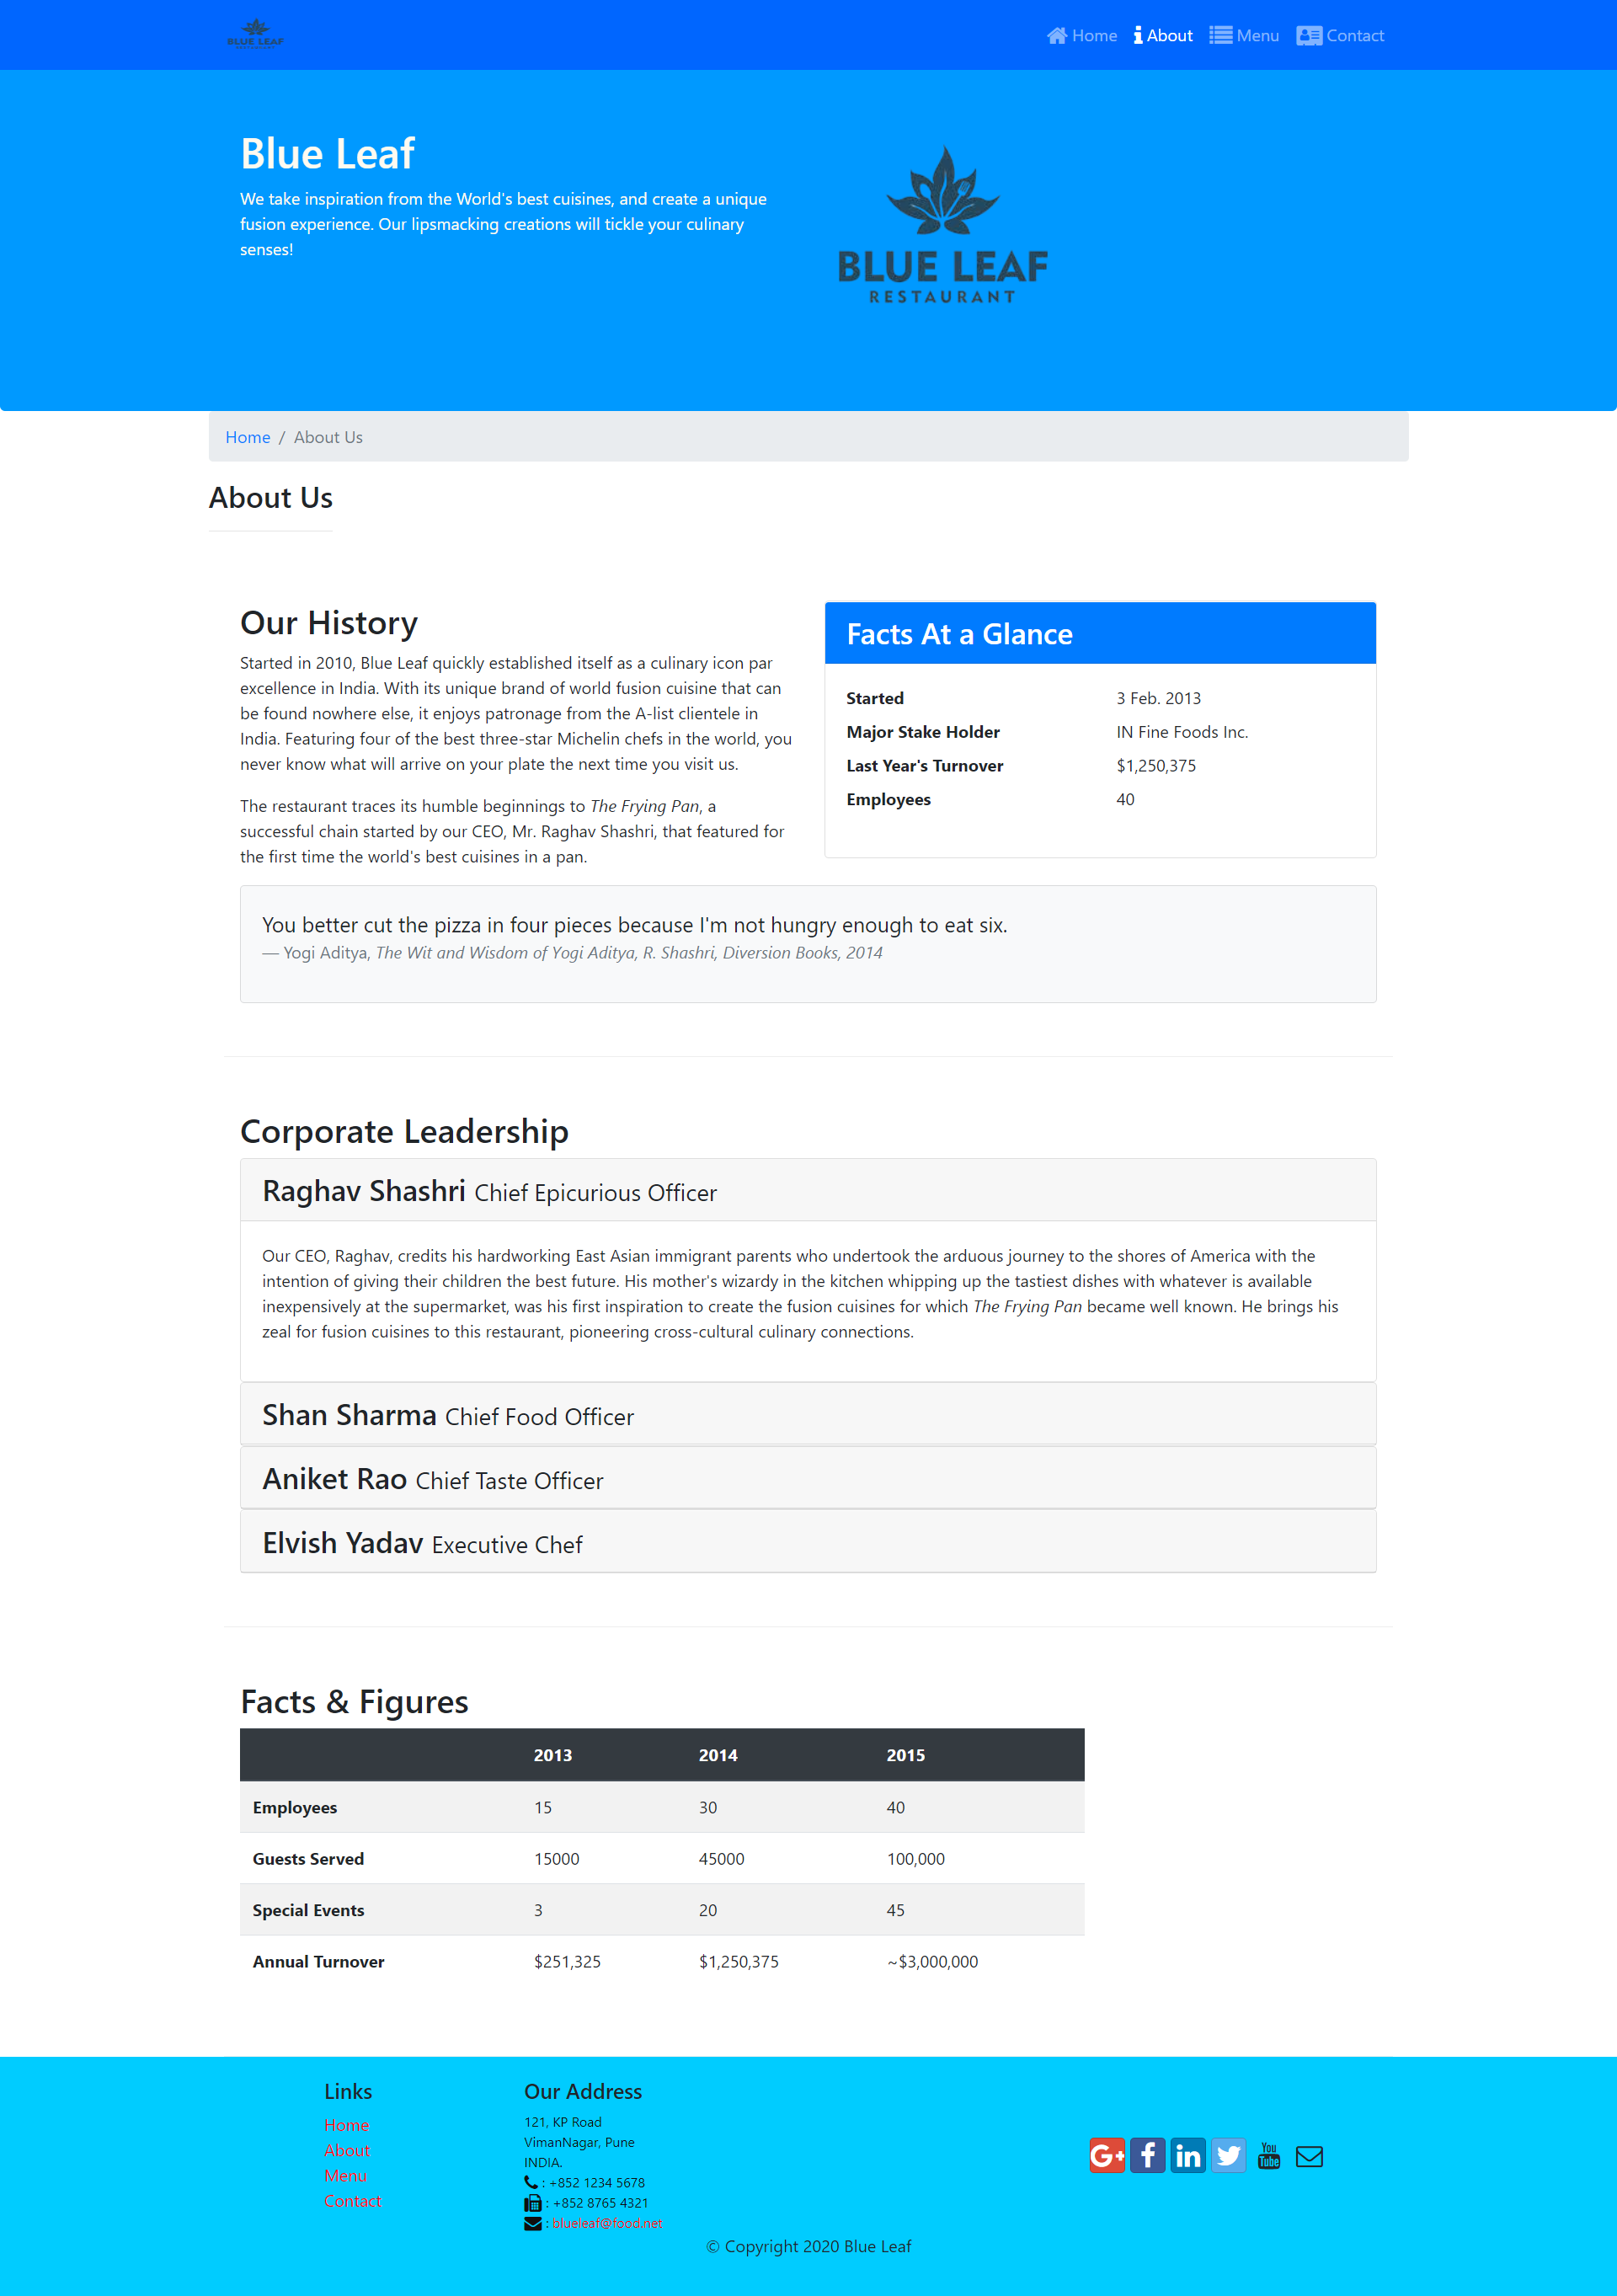 BLUE LEAF
RESTAURANT
Home About Menu Contact
Blue Leaf
We take inspiration from the World's best cuisines, and create a unique
fusion experience. Our lipsmacking creations will tickle your culinary
senses!
BLUE LEAF
RESTAURANT
Home / About Us
About Us
Our History
Started in 2010, Blue Leaf quickly established itself as a culinary icon par
excellence in India. With its unique brand of world fusion cuisine that can
be found nowhere else, it enjoys patronage from the A-list clientele in
India. Featuring four of the best three-star Michelin chefs in the world, you
never know what will arrive on your plate the next time you visit us.
The restaurant traces its humble beginnings to The Frying Pan, a
successful chain started by our CEO, Mr. Raghav Shashri, that featured for
the first time the world's best cuisines in a pan.
Facts At a Glance
Started 3 Feb. 2013
Major Stake Holder IN Fine Foods Inc.
Last Year's Turnover $1,250,375
Employees 40
You better cut the pizza in four pieces because I'm not hungry enough to eat six.
— Yogi Aditya, The Wit and Wisdom of Yogi Aditya, R. Shashri, Diversion Books, 2014
Corporate Leadership
Raghav Shashri Chief Epicurious Officer
Our CEO, Raghav, credits his hardworking East Asian immigrant parents who undertook the arduous journey to the shores of America with the
intention of giving their children the best future. His mother's wizardy in the kitchen whipping up the tastiest dishes with whatever is available
inexpensively at the supermarket, was his first inspiration to create the fusion cuisines for which The Frying Pan became well known. He brings his
zeal for fusion cuisines to this restaurant, pioneering cross-cultural culinary connections.
Shan Sharma Chief Food Officer
Aniket Rao Chief Taste Officer
Elvish Yadav Executive Chef
Facts & Figures
2013 2014 2015
Employees 15 30 40
Guests Served 15000 45000 100,000
Special Events 3 20 45
Annual Turnover $251,325 $1,250,375 ~$3,000,000
Links
Home
About
Menu
Contact
Our Address
121, KP Road
VimanNagar, Pune
INDIA.
: +852 1234 5678
: +852 8765 4321
: blueleaf@food.net
G+ f in You Tube
© Copyright 2020 Blue Leaf